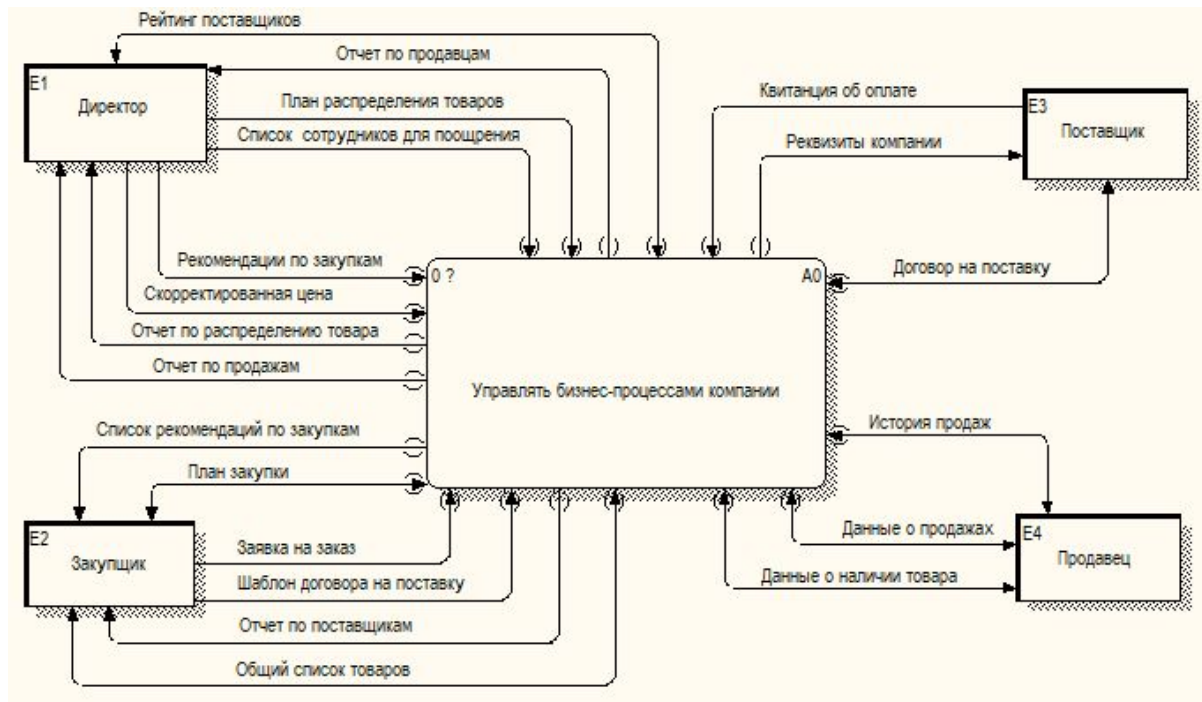 Рейтинг поставщиков
Отчет по продавцам
E1
Директор
План распределения товаров
Список сотрудников для поощрения
Квитанция об оплате
E3
Поставщик
Реквизиты компании
Рекомендации по закупкам
0 ?
A0
Договор на поставку
Скорректированная цена
Отчет по распределению товара
Отчет по продажам
Управлять бизнес-процессами компании
Список рекомендаций по закупкам
История продаж
План закупки
E2
Закупщик
Заявка на заказ
Данные о продажах
E4
Продавец
Шаблон договора на поставку
Данные о наличии товара
Отчет по поставщикам
Общий список товаров